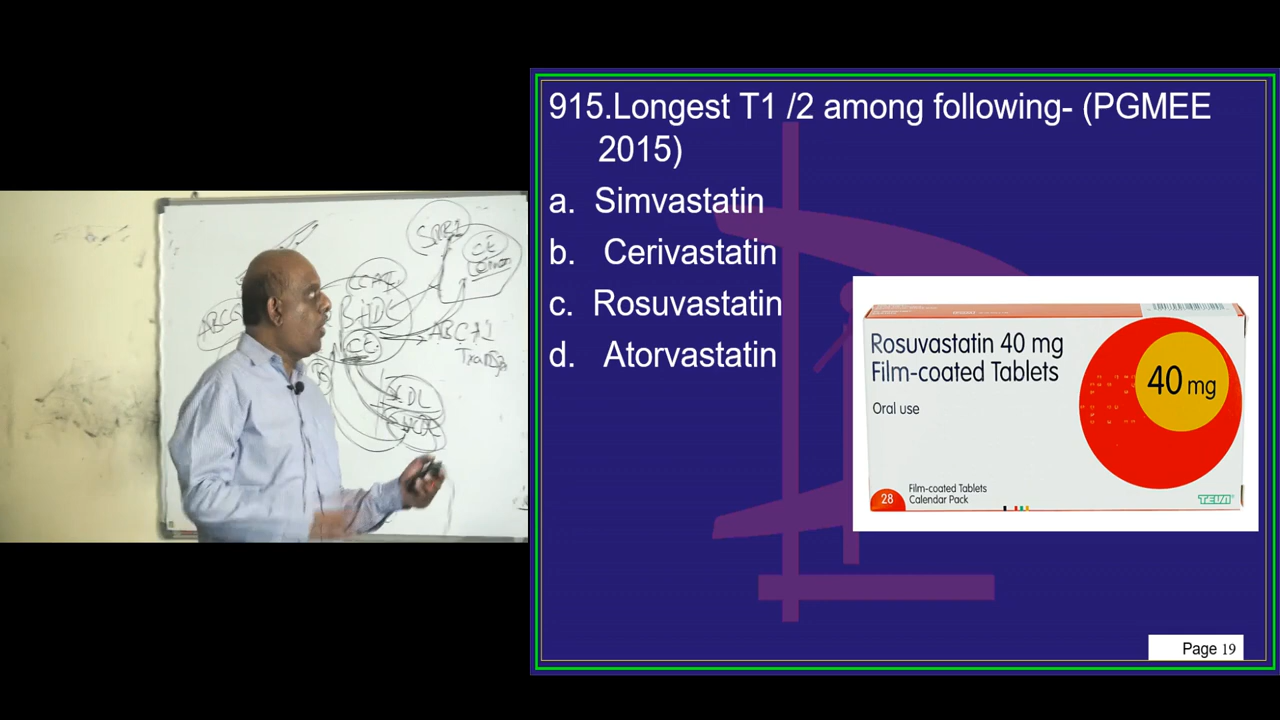 915.Longest T1 /2 among following- (PGMEE
2015)
a. Simvastatin
b. Cerivastatin
c. Rosuvastatin
d. Atorvastatin
Rosuvastatin 40 mg
Film-coated Tablets
40 mg
Oral use
28
Film-coated Tablets
Calendar Pack
TEVA
Page 19
ABCA1